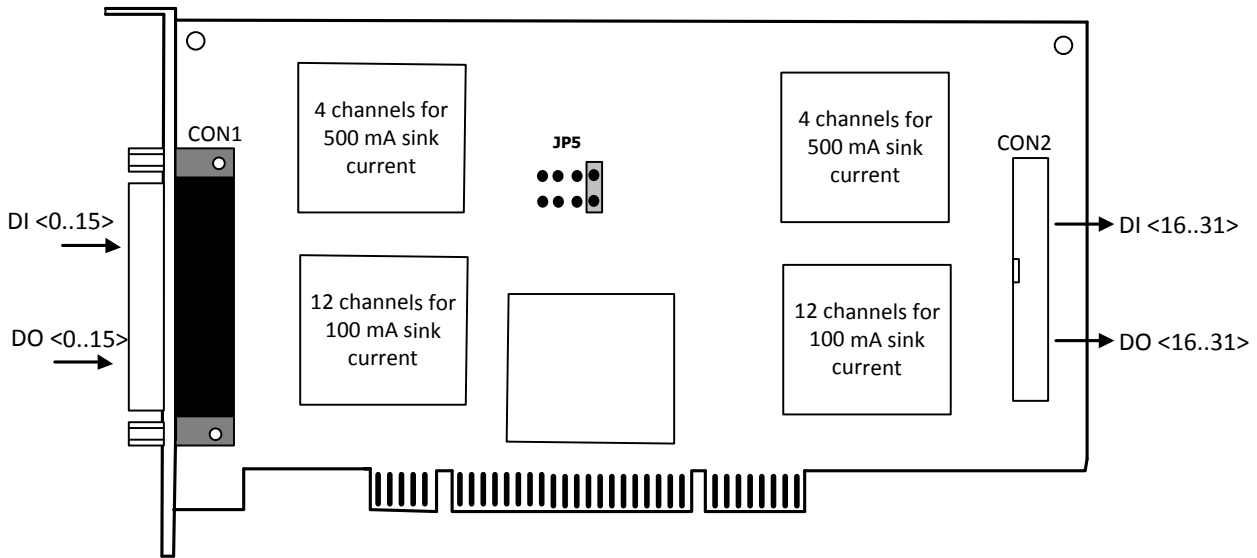 4 channels for
500 mA sink
current
4 channels for
500 mA sink
current
CON1
JP5
CON2
DI <0..15>
DI <16..31>
12 channels for
100 mA sink
current
12 channels for
100 mA sink
current
DO <0..15>
DO <16..31>